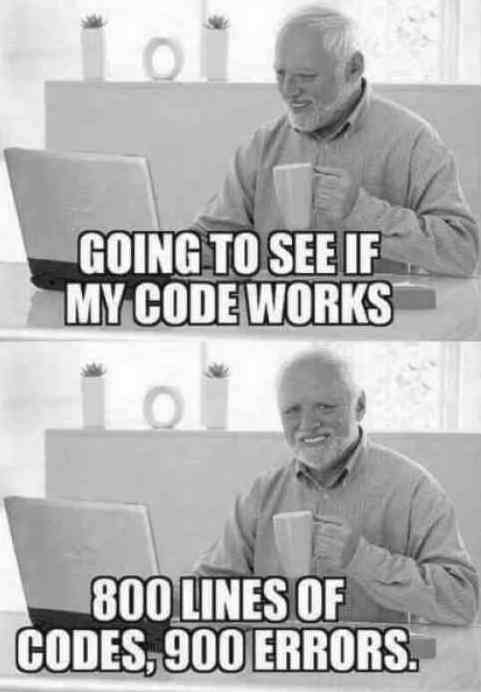 GOING TO SEE IF
MY CODE WORKS
800 LINES OF
CODES, 900 ERRORS.